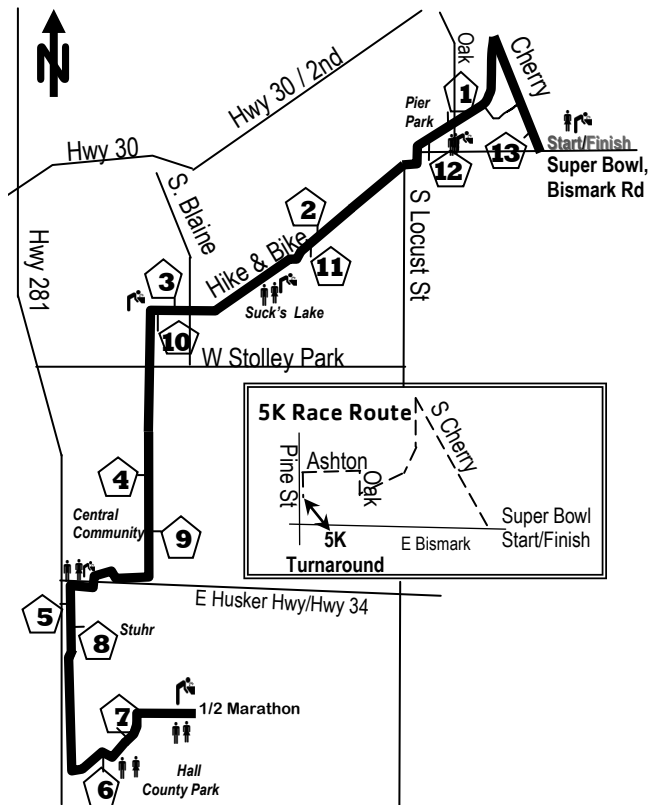 N
Oak
Cherry
1
Pier
Park
Hwy 30 / 2nd
Hwy 30
13
Start/Finish
12
Super Bowl,
Bismark Rd
S. Blaine
S Locust St
2
Hwy 281
Hike & Bike
11
3
Suck's Lake
10
W Stolley Park
5K Race Route
S Cherry
Pine St
Ashton
Oak
4
Super Bowl
Start/Finish
Central
Community
9
5K
Turnaround
E Bismark
E Husker Hwy/Hwy 34
5
8
Stuhr
1/2 Marathon
7
Hall
County Park
6